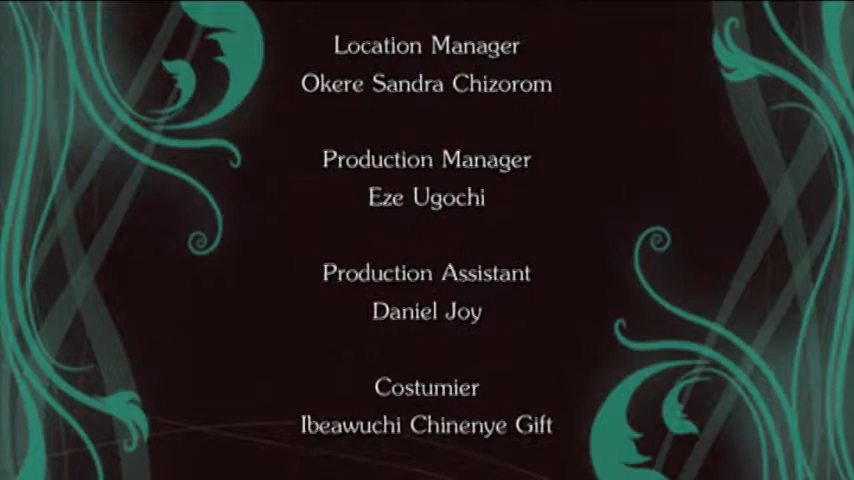 Location Manager
Okere Sandra Chizorom
Production Manager
Eze Ugochi
Production Assistant
Daniel Joy
Costumier
Ibeawuchi Chinenye Gift